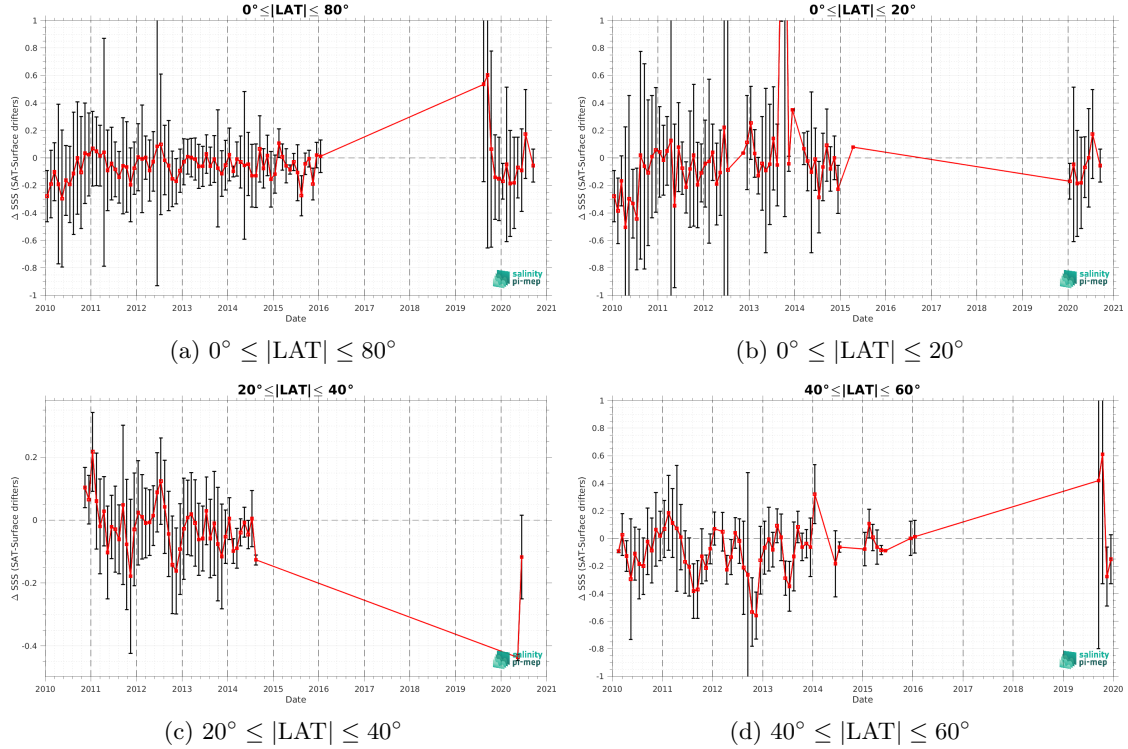 0°≤|LAT|≤ 80°
Δ SSS (SAT-Surface drifters)
1
0.8
0.6
0.4
0.2
0
-0.2
-0.4
-0.6
-0.8
-1
2010 2011 2012 2013 2014 2015 2016 2017 2018 2019 2020 2021
Date
salinity
pi-mep
(a) 0° ≤ |LAT| ≤ 80°
0°≤|LAT|≤ 20°
Δ SSS (SAT-Surface drifters)
1
0.8
0.6
0.4
0.2
0
-0.2
-0.4
-0.6
-0.8
-1
2010 2011 2012 2013 2014 2015 2016 2017 2018 2019 2020 2021
Date
salinity
pi-mep
(b) 0° ≤ |LAT| ≤ 20°
20°≤|LAT|≤ 40°
Δ SSS (SAT-Surface drifters)
0.2
0
-0.2
-0.4
2010 2011 2012 2013 2014 2015 2016 2017 2018 2019 2020 2021
Date
salinity
pi-mep
(c) 20° ≤ |LAT| ≤ 40°
40°≤|LAT|≤ 60°
Δ SSS (SAT-Surface drifters)
1
0.8
0.6
0.4
0.2
0
-0.2
-0.4
-0.6
-0.8
-1
2010 2011 2012 2013 2014 2015 2016 2017 2018 2019 2020
Date
salinity
pi-mep
(d) 40° ≤ |LAT| ≤ 60°